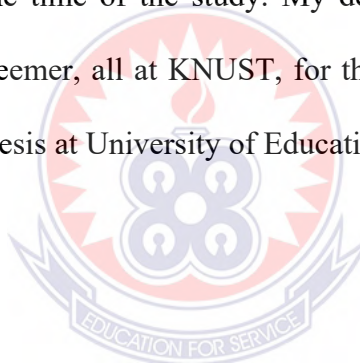 e time of the study. My de
eemer, all at KNUST, for th
esis at University of Educati
EDUCATION FOR SERVICE